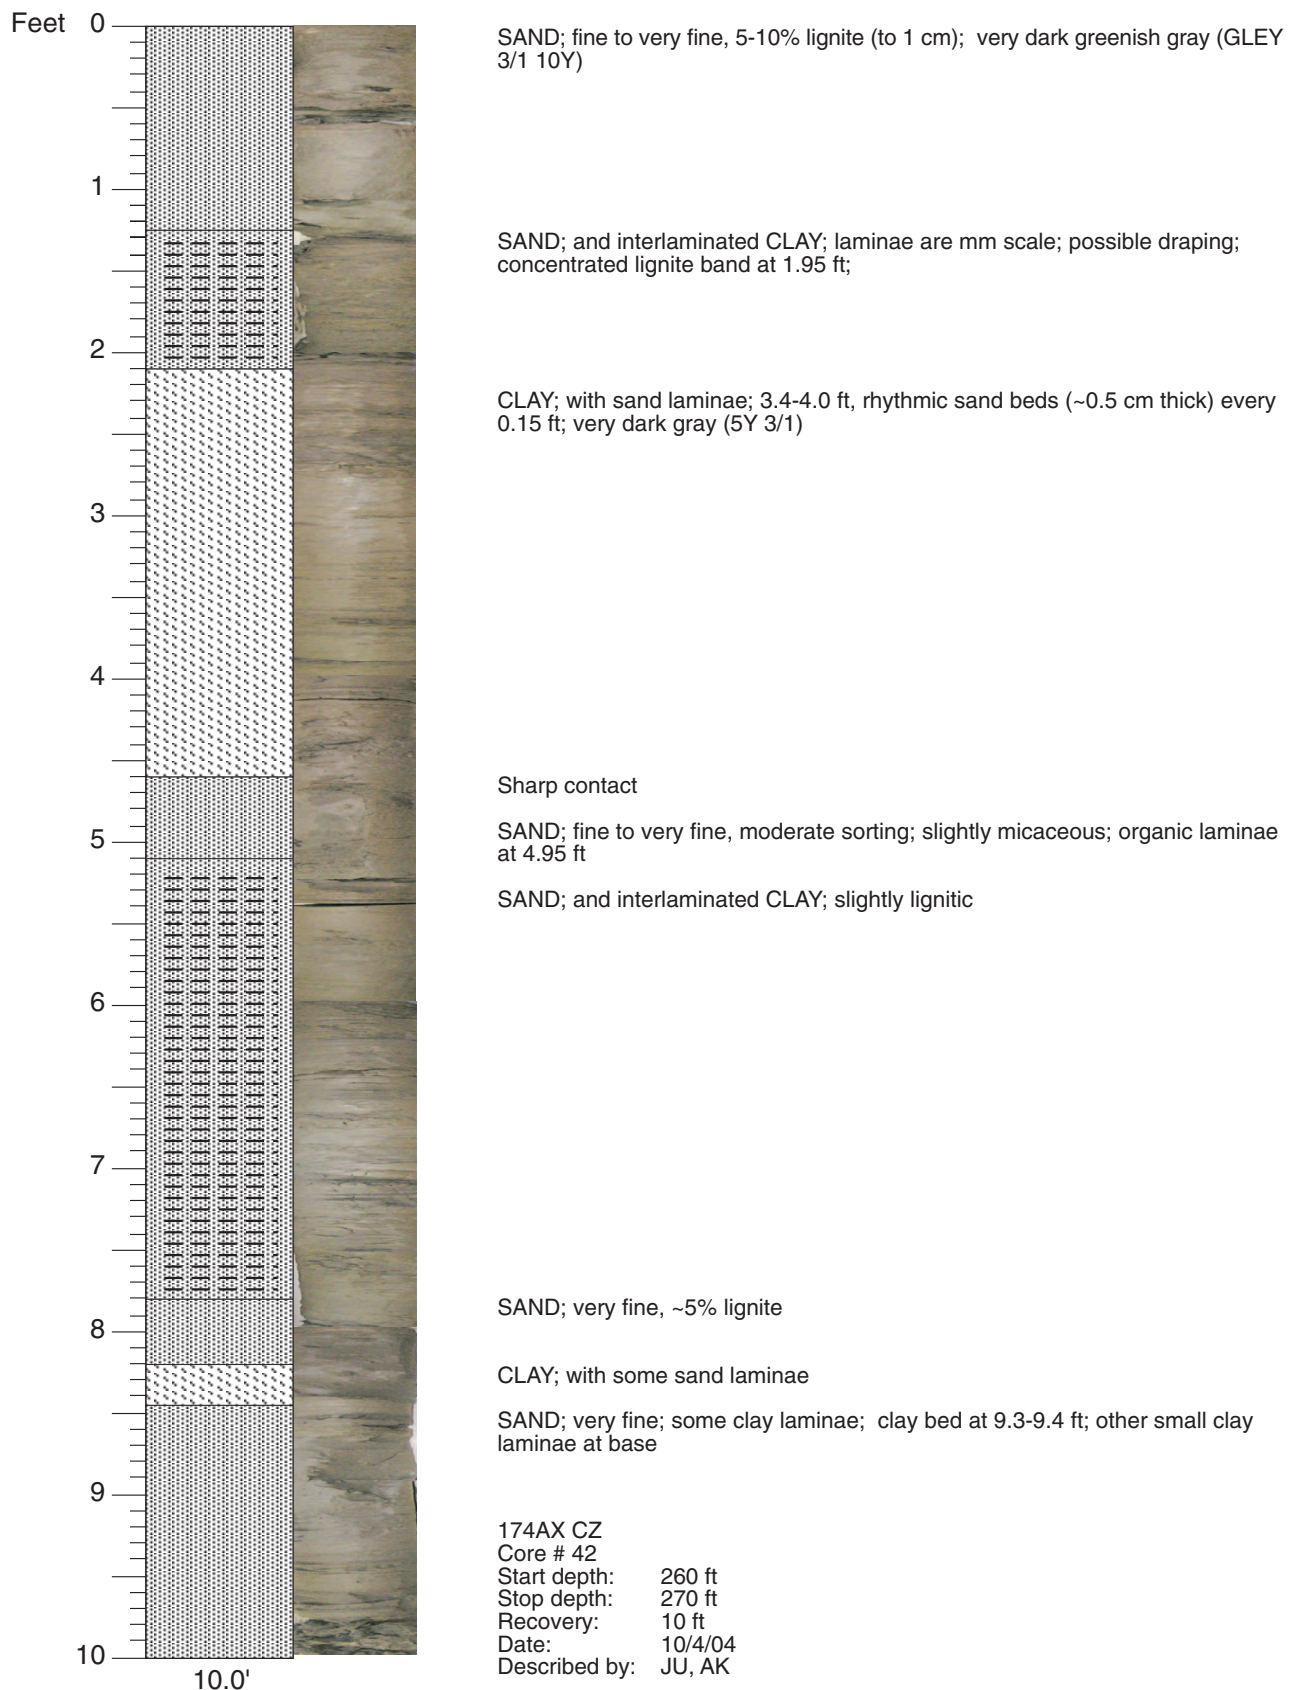 Feet 0
SAND; fine to very fine, 5-10% lignite (to 1 cm);  very dark greenish gray (GLEY
3/1 10Y)
1
SAND; and interlaminated CLAY; laminae are mm scale; possible draping;
concentrated lignite band at 1.95 ft;
2
CLAY; with sand laminae; 3.4-4.0 ft, rhythmic sand beds (~0.5 cm thick) every
0.15 ft; very dark gray (5Y 3/1)
3
4
Sharp contact
5
SAND; fine to very fine, moderate sorting; slightly micaceous; organic laminae
at 4.95 ft
SAND; and interlaminated CLAY; slightly lignitic
6
7
SAND; very fine, ~5% lignite
8
CLAY; with some sand laminae
SAND; very fine; some clay laminae;  clay bed at 9.3-9.4 ft; other small clay
laminae at base
9
174AX CZ
Core # 42
Start depth: 260 ft
Stop depth: 270 ft
Recovery: 10 ft
Date: 10/4/04
Described by: JU, AK
10
10.0'